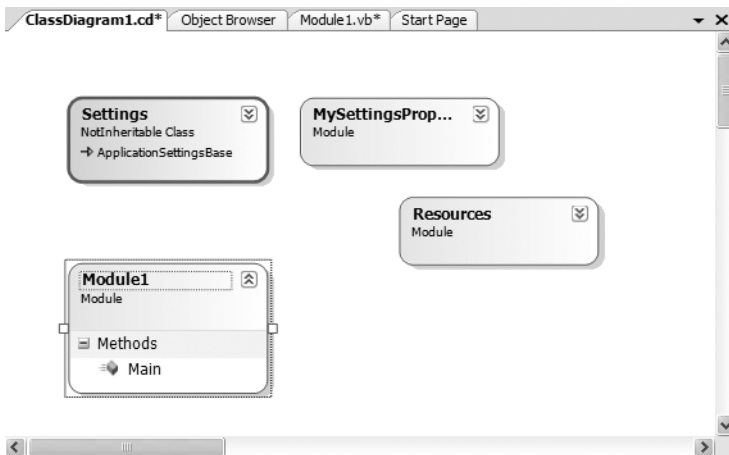 ClassDiagram1.cd* Object Browser Module1.vb* Start Page
Settings
NotInheritable Class
ApplicationSettingsBase
MySettingsProp...
Module
Resources
Module
Module1
Module
Methods
Main